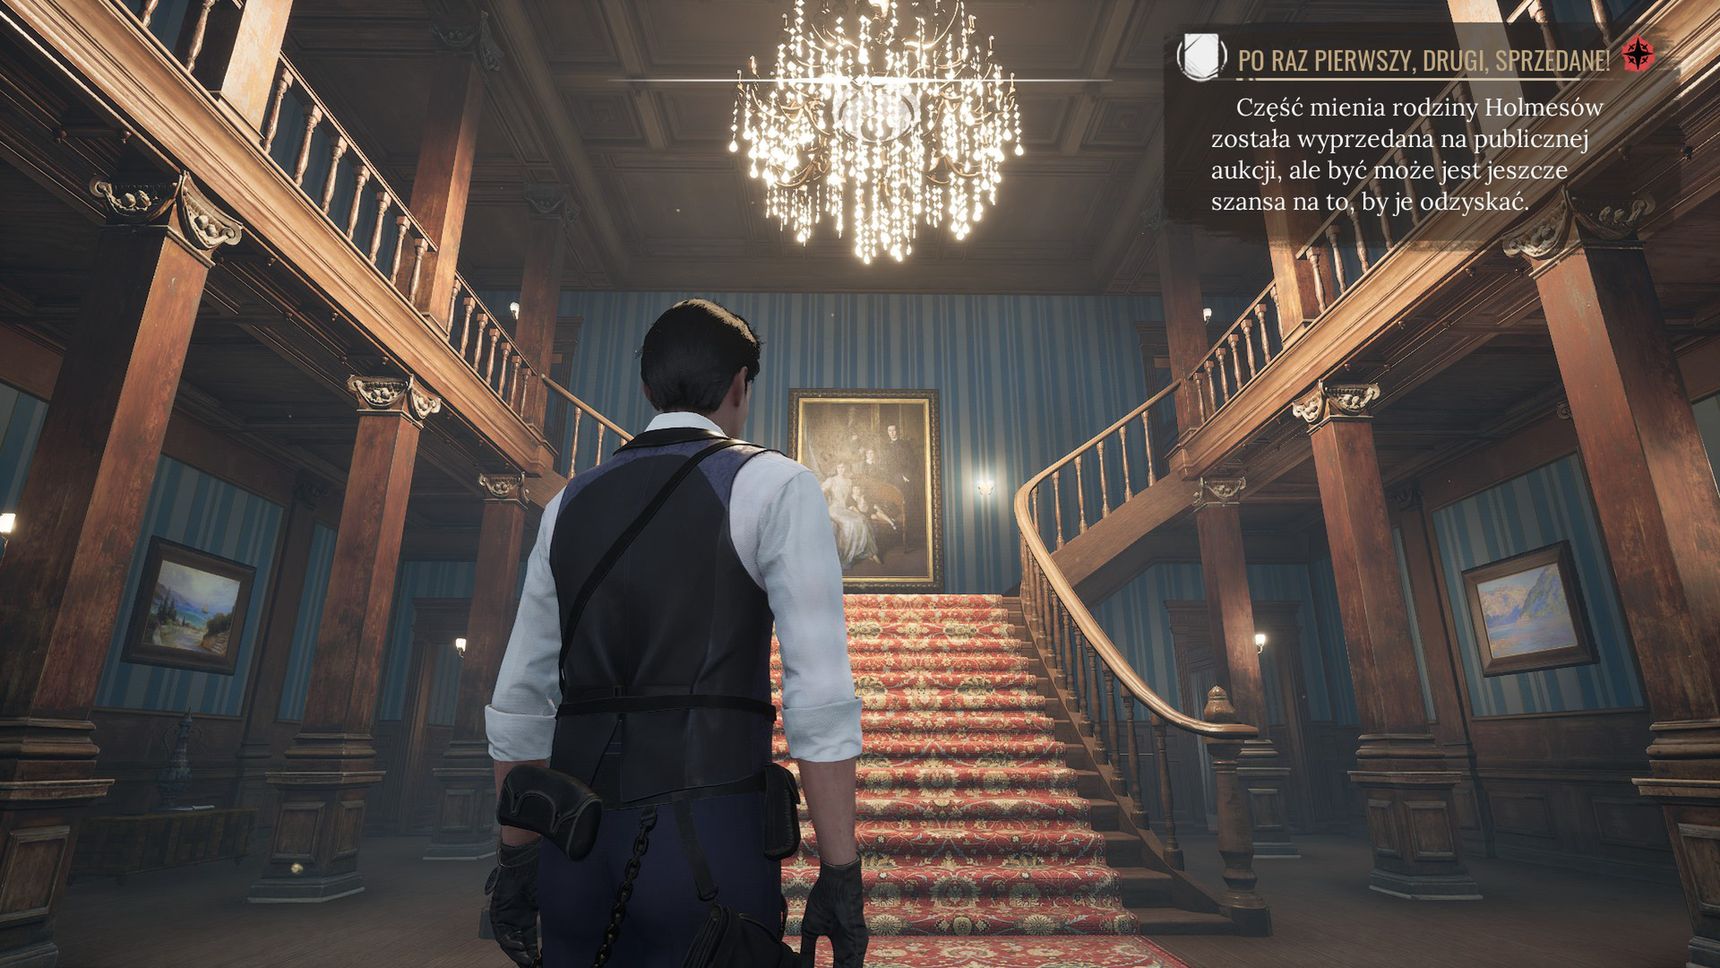 PO RAZ PIERWSZY, DRUGI, SPRZEDANE!
Część mienia rodziny Holmesów
została wyprzedana na publicznej
aukcji, ale być może jest jeszcze
szansa na to, by je odzyskać.